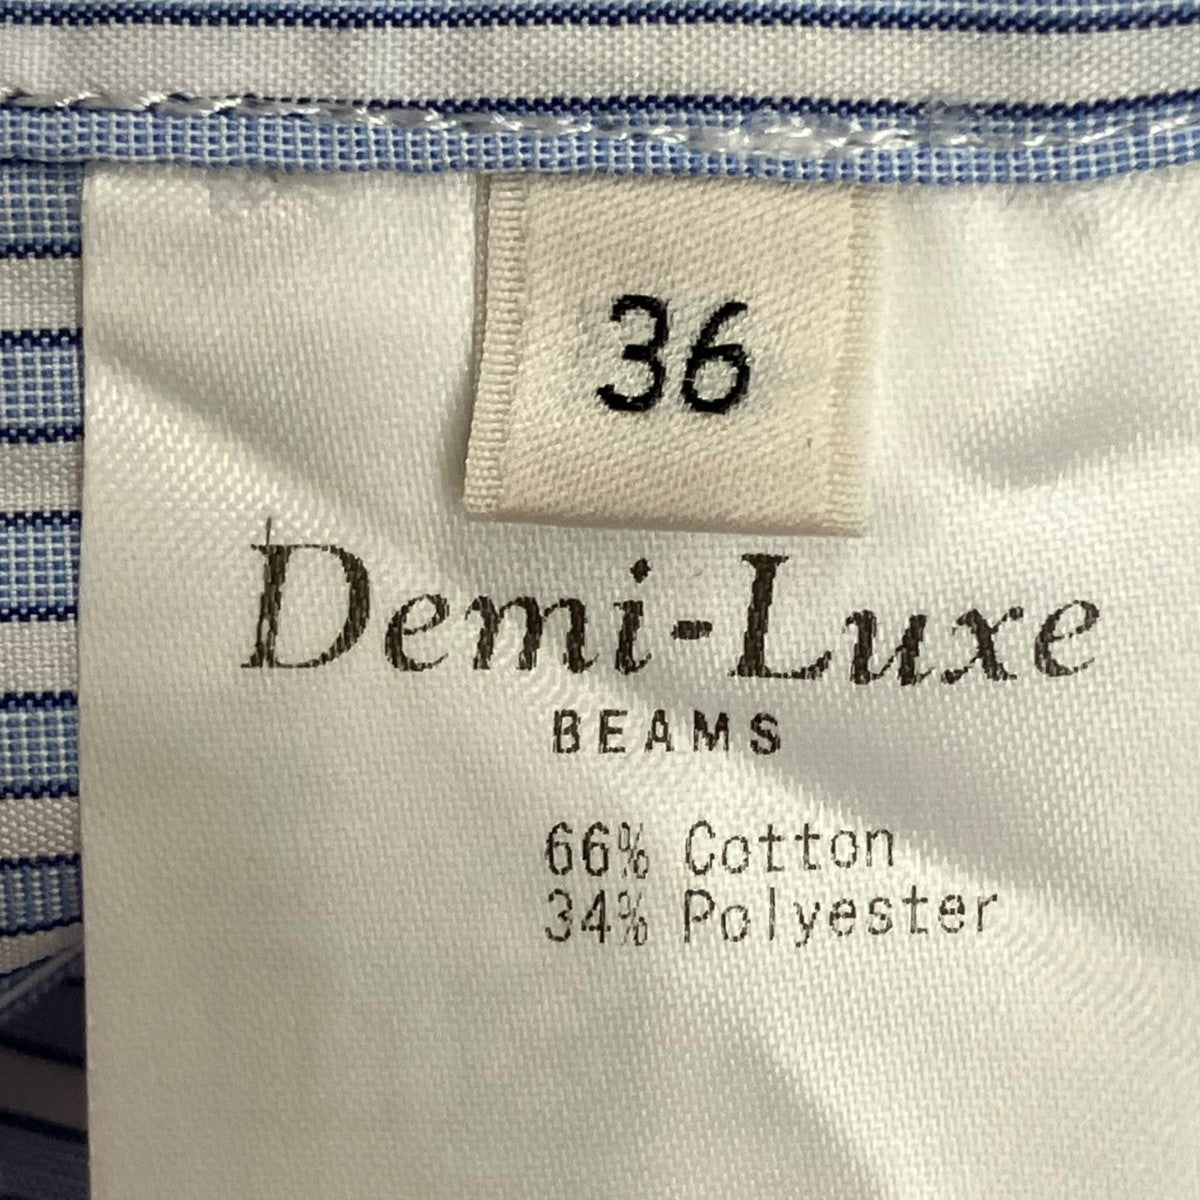 36
Demi-Luxe
BEAMS
66% Cotton
34% Polyester